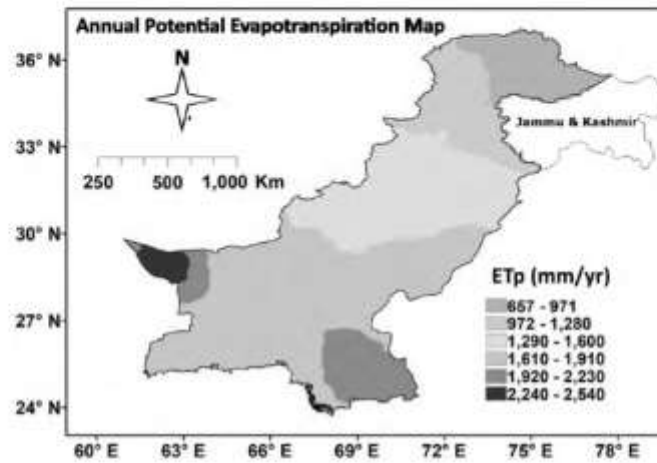 Annual Potential Evapotranspiration Map
36° N
N
33° N
Jammu & Kashmir
250 500 1,000 Km
30° N
27° N
24° N
ETp (mm/yr)
657 - 971
972 - 1,280
1,290 - 1,600
1,610 - 1,910
1,920 - 2,230
2,240 - 2,540
60° E 63° E 66° E 69° E 72° E 75° E 78° E